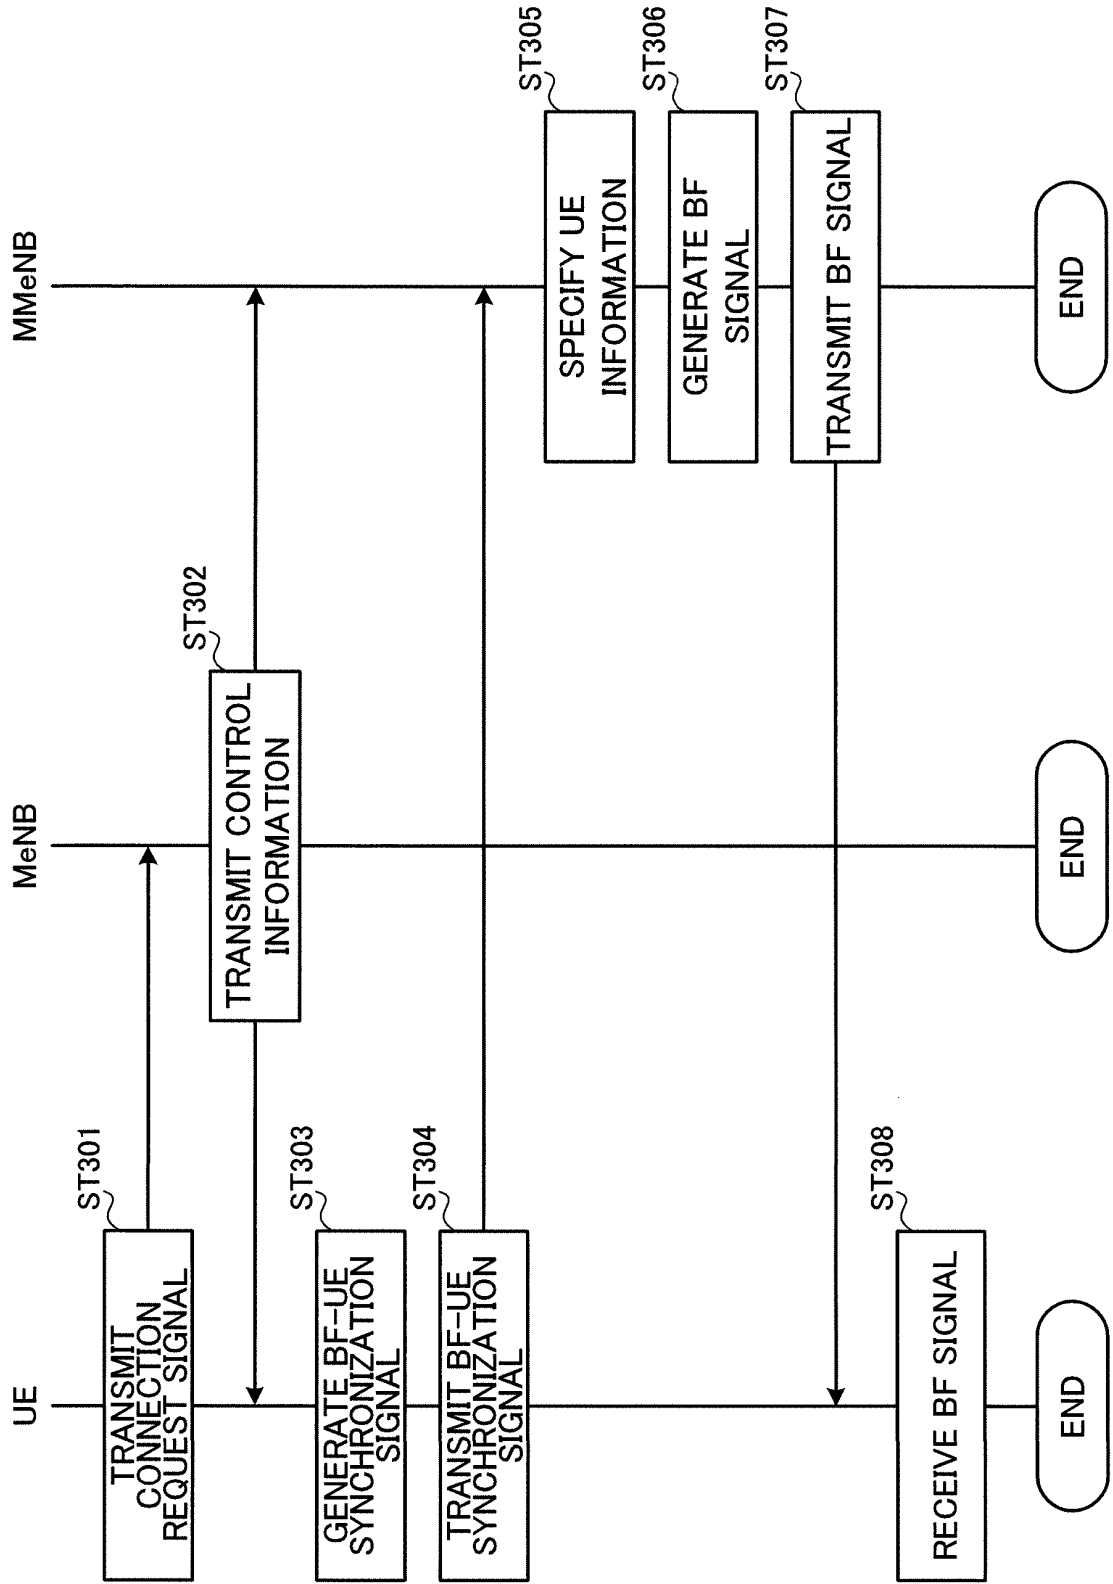 UE
MeNB
MMeNB
ST301
TRANSMIT
CONNECTION
REQUEST SIGNAL
ST302
TRANSMIT CONTROL
INFORMATION
ST303
GENERATE BF-UE
SYNCHRONIZATION
SIGNAL
ST304
TRANSMIT BF-UE
SYNCHRONIZATION
SIGNAL
ST305
SPECIFY UE
INFORMATION
ST306
GENERATE BF
SIGNAL
ST307
TRANSMIT BF SIGNAL
ST308
RECEIVE BF SIGNAL
END
END
END